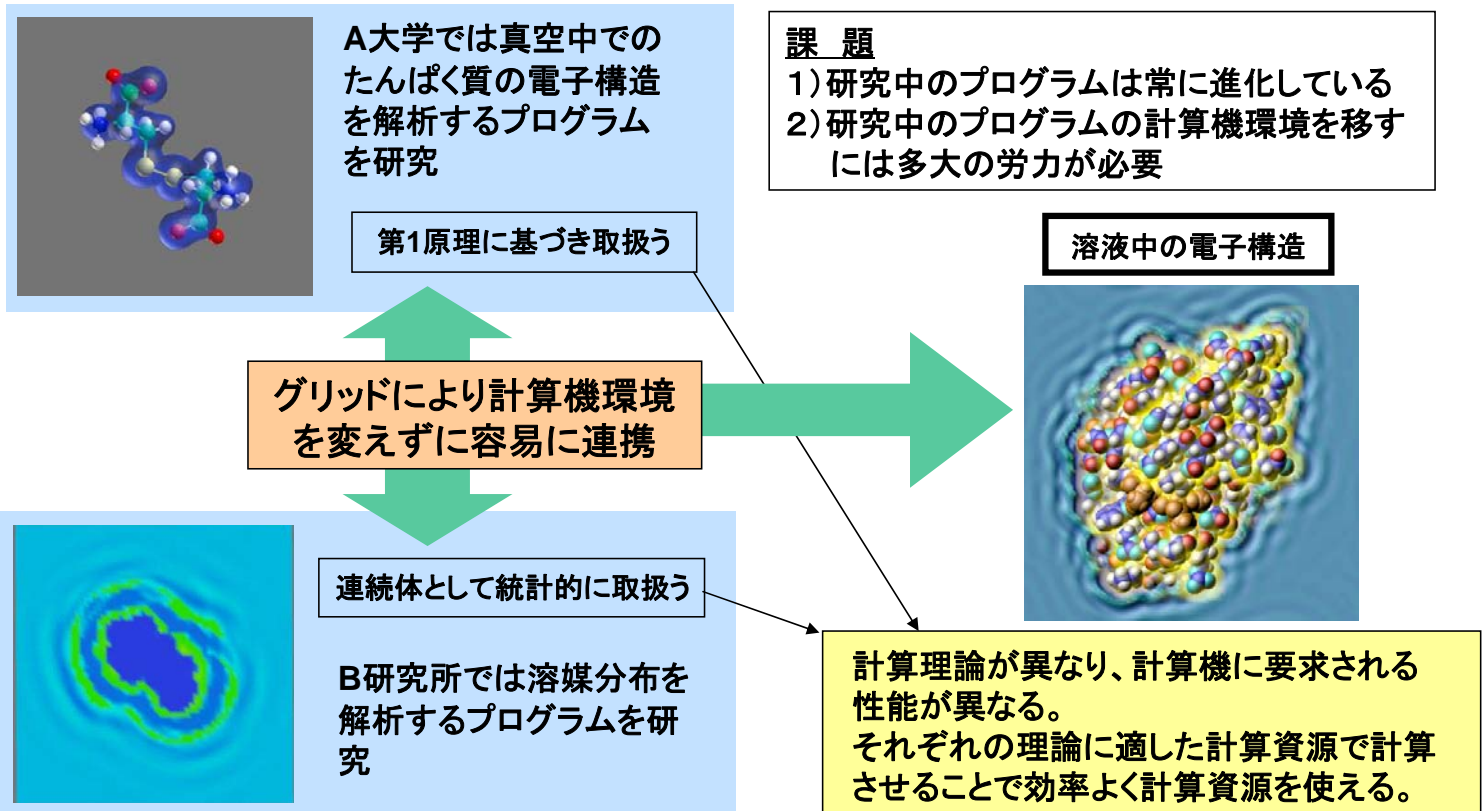 A大学では真空中での
たんぱく質の電子構造
を解析するプログラム
を研究
第1原理に基づき取扱う
課　題
１）研究中のプログラムは常に進化している
２）研究中のプログラムの計算機環境を移す
には多大の労力が必要
溶液中の電子構造
グリッドにより計算機環境
を変えずに容易に連携
連続体として統計的に取扱う
B研究所では溶媒分布を
解析するプログラムを研
究
計算理論が異なり、計算機に要求される
性能が異なる。
それぞれの理論に適した計算資源で計算
させることで効率よく計算資源を使える。